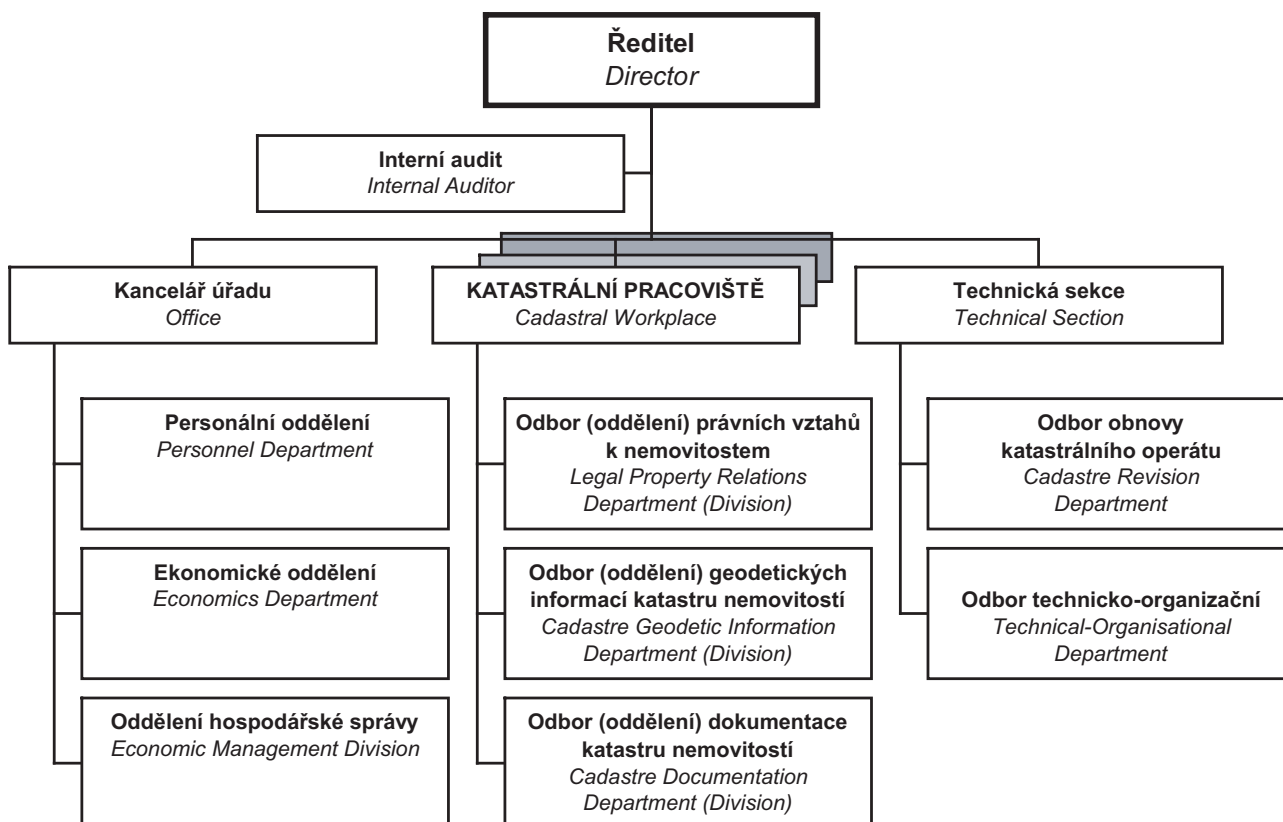 Ředitel
Director
Interní audit
Internal Auditor
Kancelář úřadu
Office
KATASTRÁLNÍ PRACOVIŠTĚ
Cadastral Workplace
Technická sekce
Technical Section
Personální oddělení
Personnel Department
Ekonomické oddělení
Economics Department
Oddělení hospodářské správy
Economic Management Division
Odbor (oddělení) právních vztahů
k nemovitostem
Legal Property Relations
Department (Division)
Odbor (oddělení) geodetických
informací katastru nemovitostí
Cadastre Geodetic Information
Department (Division)
Odbor (oddělení) dokumentace
katastru nemovitostí
Cadastre Documentation
Department (Division)
Odbor obnovy
katastrálního operátu
Cadastre Revision
Department
Odbor technicko-organizační
Technical-Organisational
Department